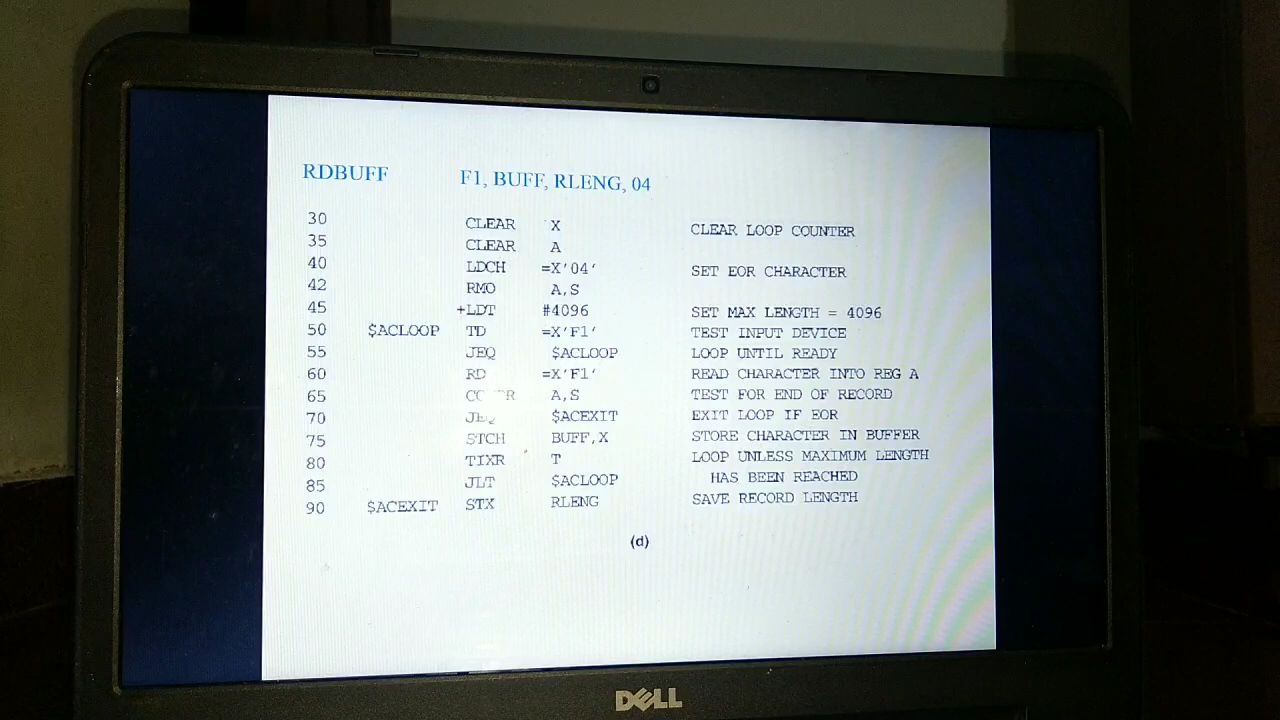 RDBUFF F1, BUFF, RLENG, 04
30 CLEAR X CLEAR LOOP COUNTER
35 CLEAR A
40 LDCH =X'04' SET EOR CHARACTER
42 RMO A,S
45 +LDT #4096 SET MAX LENGTH = 4096
50 $ACLOOP TD =X'F1' TEST INPUT DEVICE
55 JEQ $ACLOOP LOOP UNTIL READY
60 RD =X'F1' READ CHARACTER INTO REG A
65 A,S TEST FOR END OF RECORD
70 JEQ $ACEXIT EXIT LOOP IF EOR
75 STCH BUFF,X STORE CHARACTER IN BUFFER
80 TIXR T LOOP UNLESS MAXIMUM LENGTH
85 JLT $ACLOOP HAS BEEN REACHED
90 $ACEXIT STX RLENG SAVE RECORD LENGTH
(d)
DELL